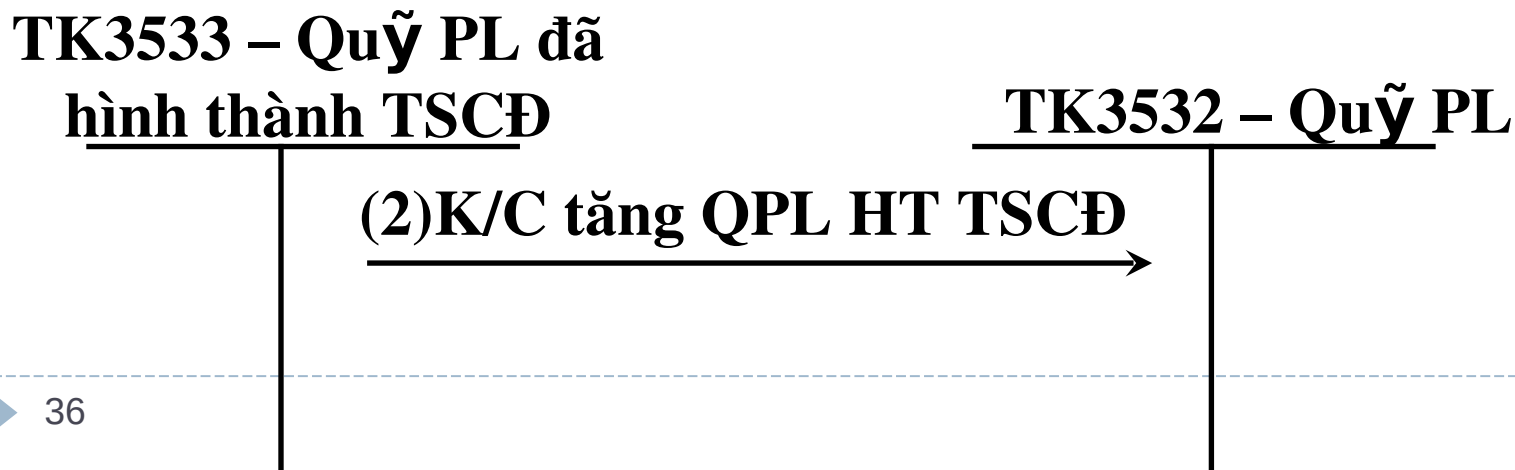 TK3533 – Quỹ PL đã
hình thành TSCĐ
TK3532 – Quỹ PL
(2)K/C tăng QPL HT TSCĐ
36